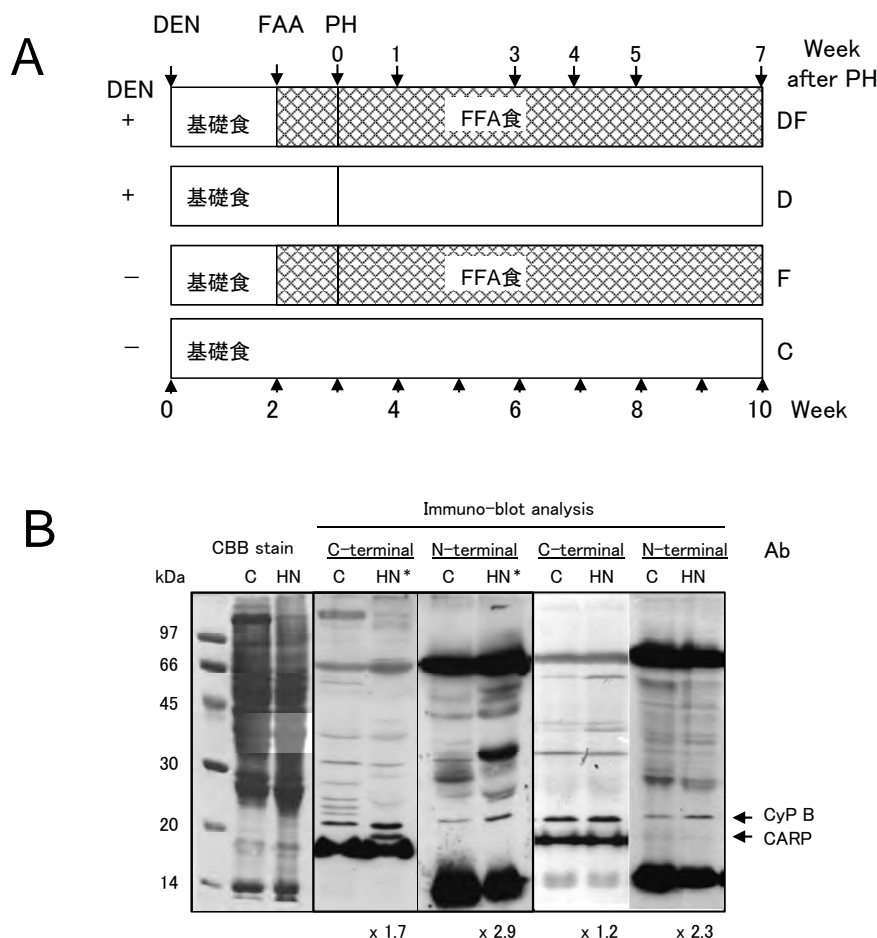 A
DEN FAA PH
0 1 3 4 5 7 Week after PH
DEN
+ 基礎食 FFA食 DF
+ 基礎食 D
− 基礎食 FFA食 F
− 基礎食 C
0 2 4 6 8 10 Week
B
Immuno-blot analysis
CBB stain C-terminal N-terminal C-terminal N-terminal Ab
kDa C HN C HN* C HN* C HN C HN
97
66
45
30
20
14
CyP B
CARP
x 1.7 x 2.9 x 1.2 x 2.3